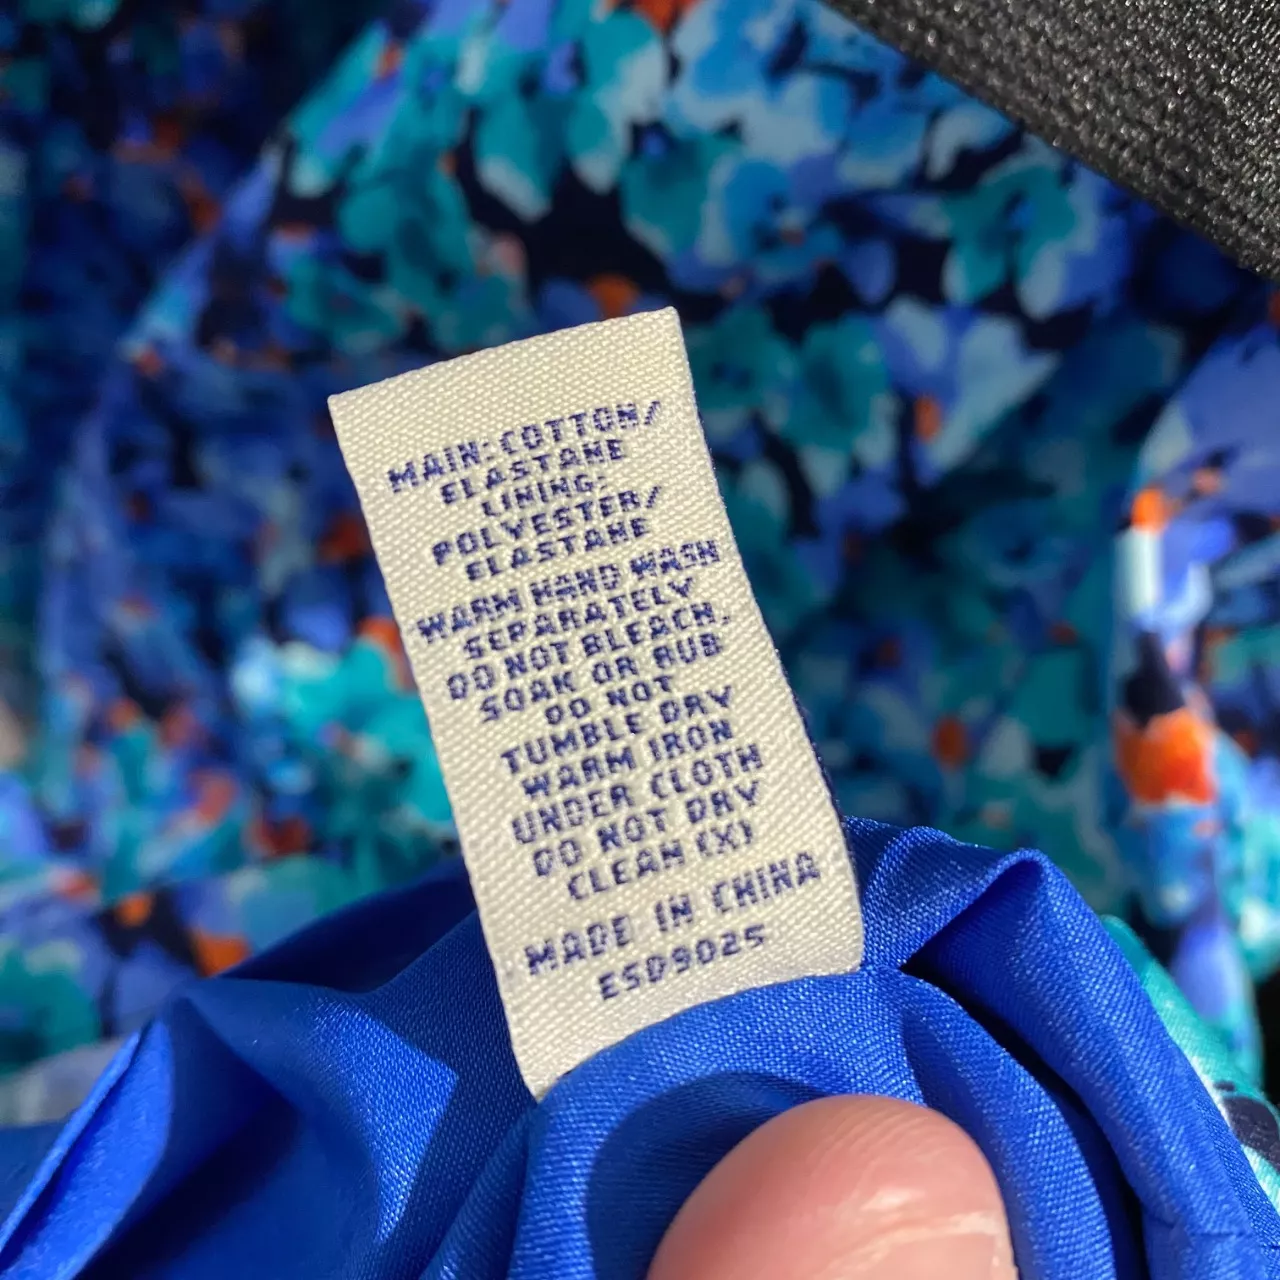 MAIN: COTTON/
ELASTANE
LINING:
POLYESTER/
ELASTANE
WARM HAND WASH
SEPARATELY
DO NOT BLEACH,
SOAK OR RUB
DO NOT
TUMBLE DRY
WARM IRON
UNDER CLOTH
DO NOT DRY
CLEAN (X)
MADE IN CHINA
ESD9025